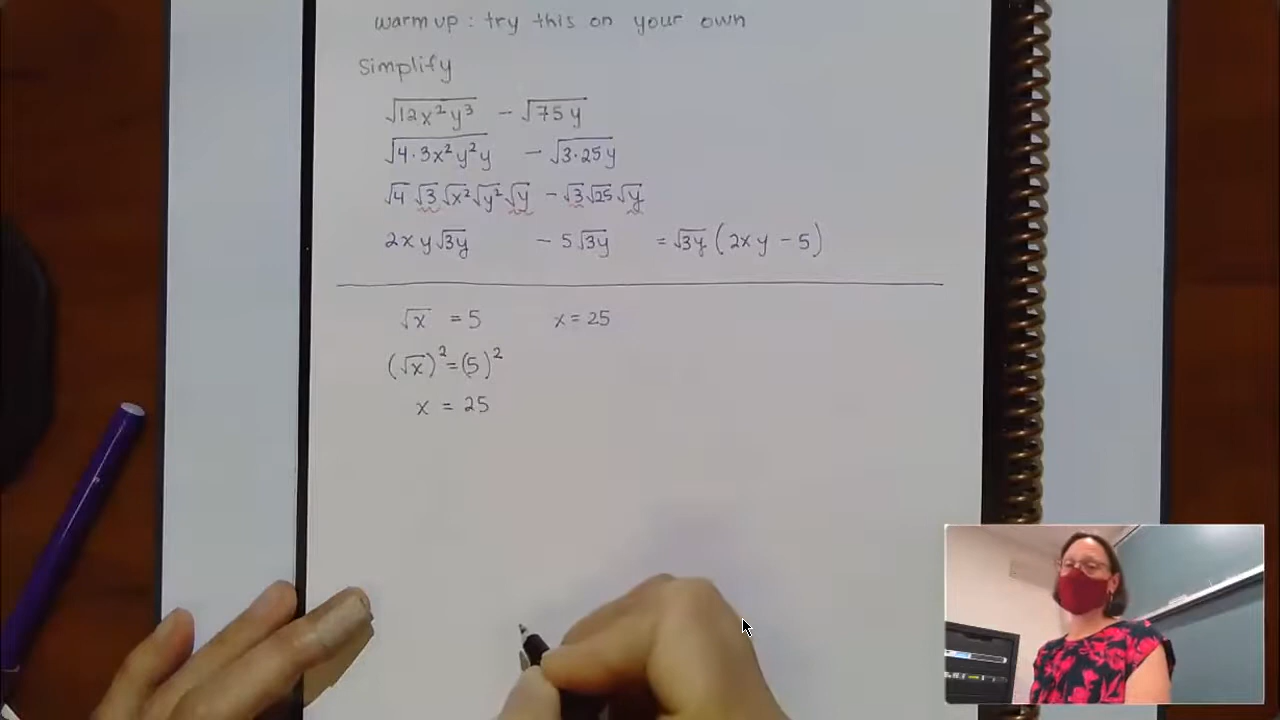 warm up : try this on your own
Simplify
√12x²y³ - √75y
√4·3x²y²y - √3·25y
√4 √3 √x² √y² √y - √3 √25 √y
2xy√3y - 5√3y = √3y (2xy - 5)
√x = 5 x = 25
(√x)² = (5)²
x = 25